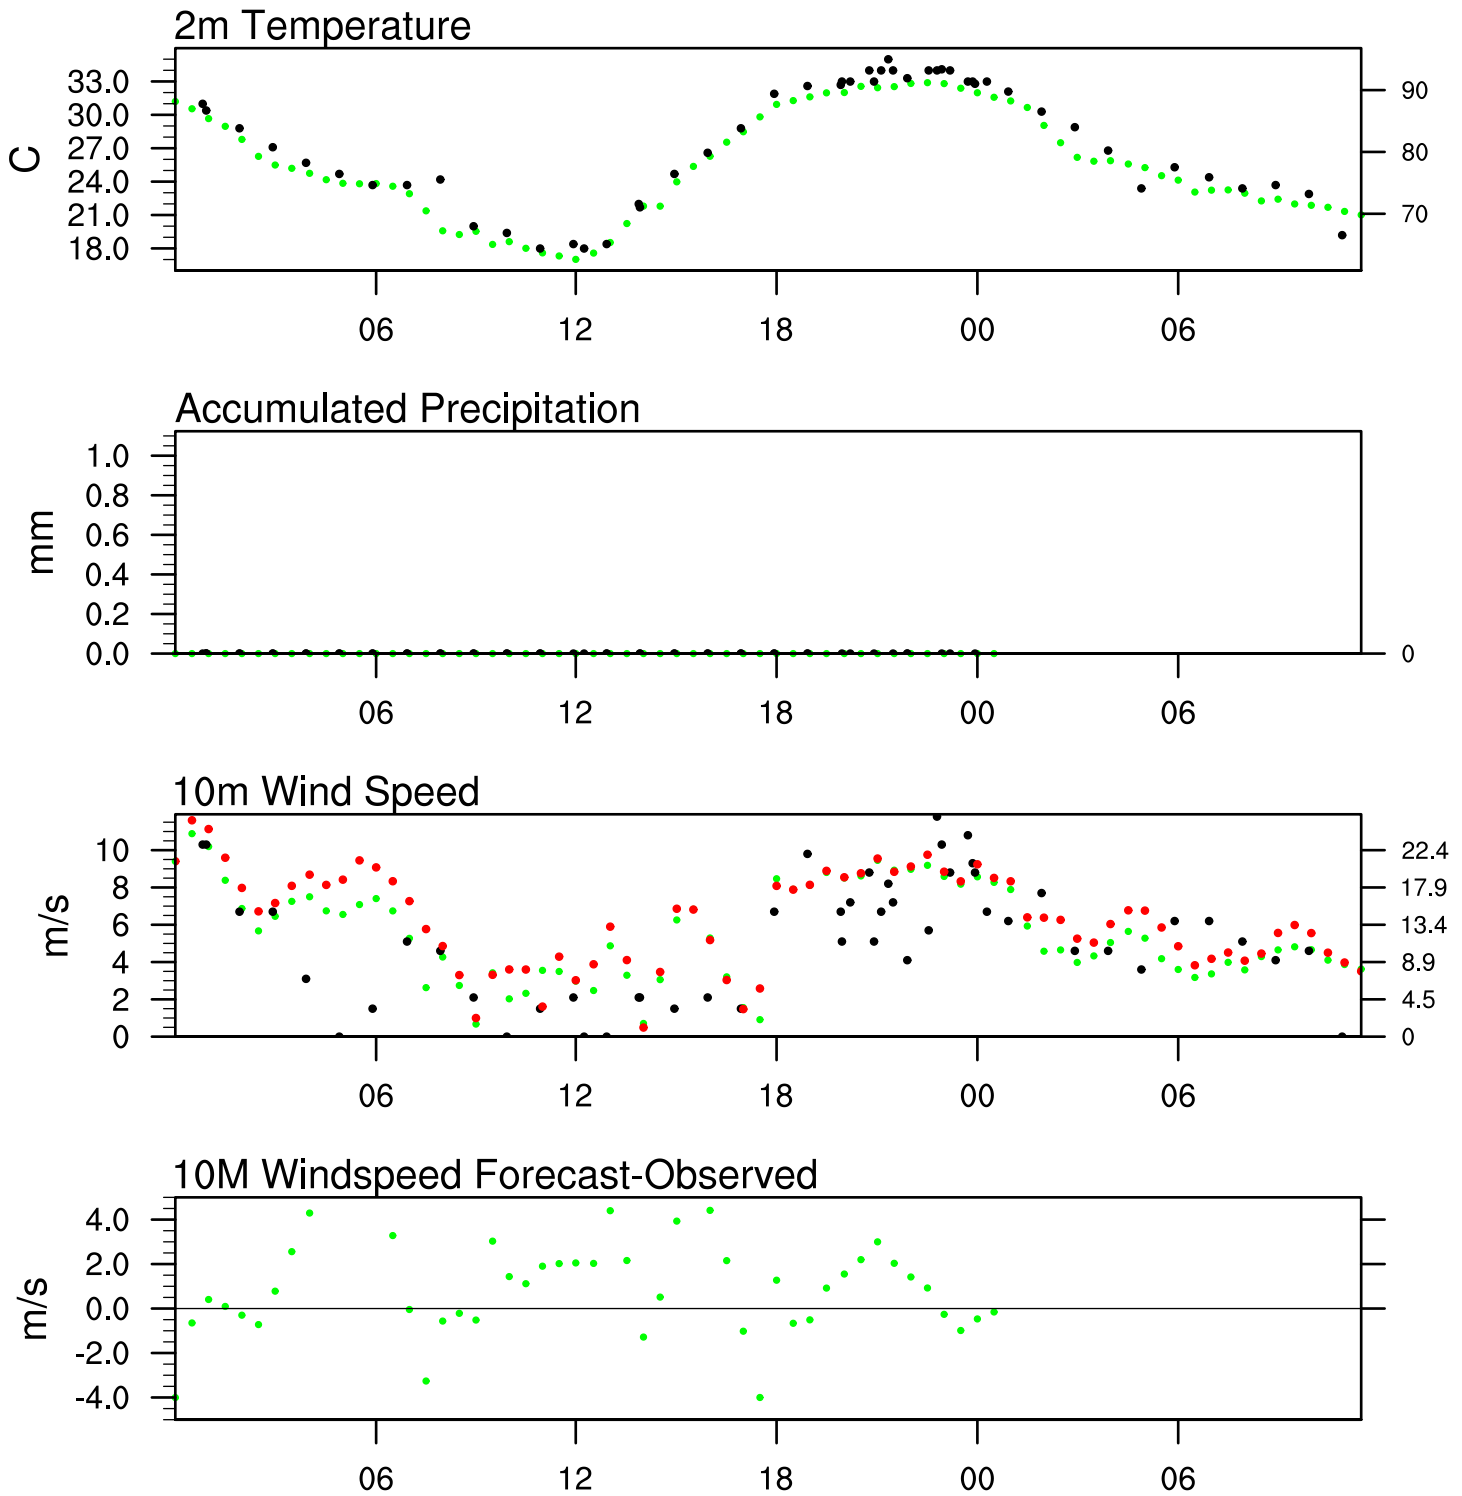 2m Temperature
33.0
30.0
27.0
24.0
21.0
18.0
C
90
80
70
06 12 18 00 06
Accumulated Precipitation
1.0
0.8
0.6
0.4
0.2
0.0
mm
0
06 12 18 00 06
10m Wind Speed
10
8
6
4
2
0
m/s
22.4
17.9
13.4
8.9
4.5
0
06 12 18 00 06
10M Windspeed Forecast-Observed
4.0
2.0
0.0
-2.0
-4.0
m/s
06 12 18 00 06